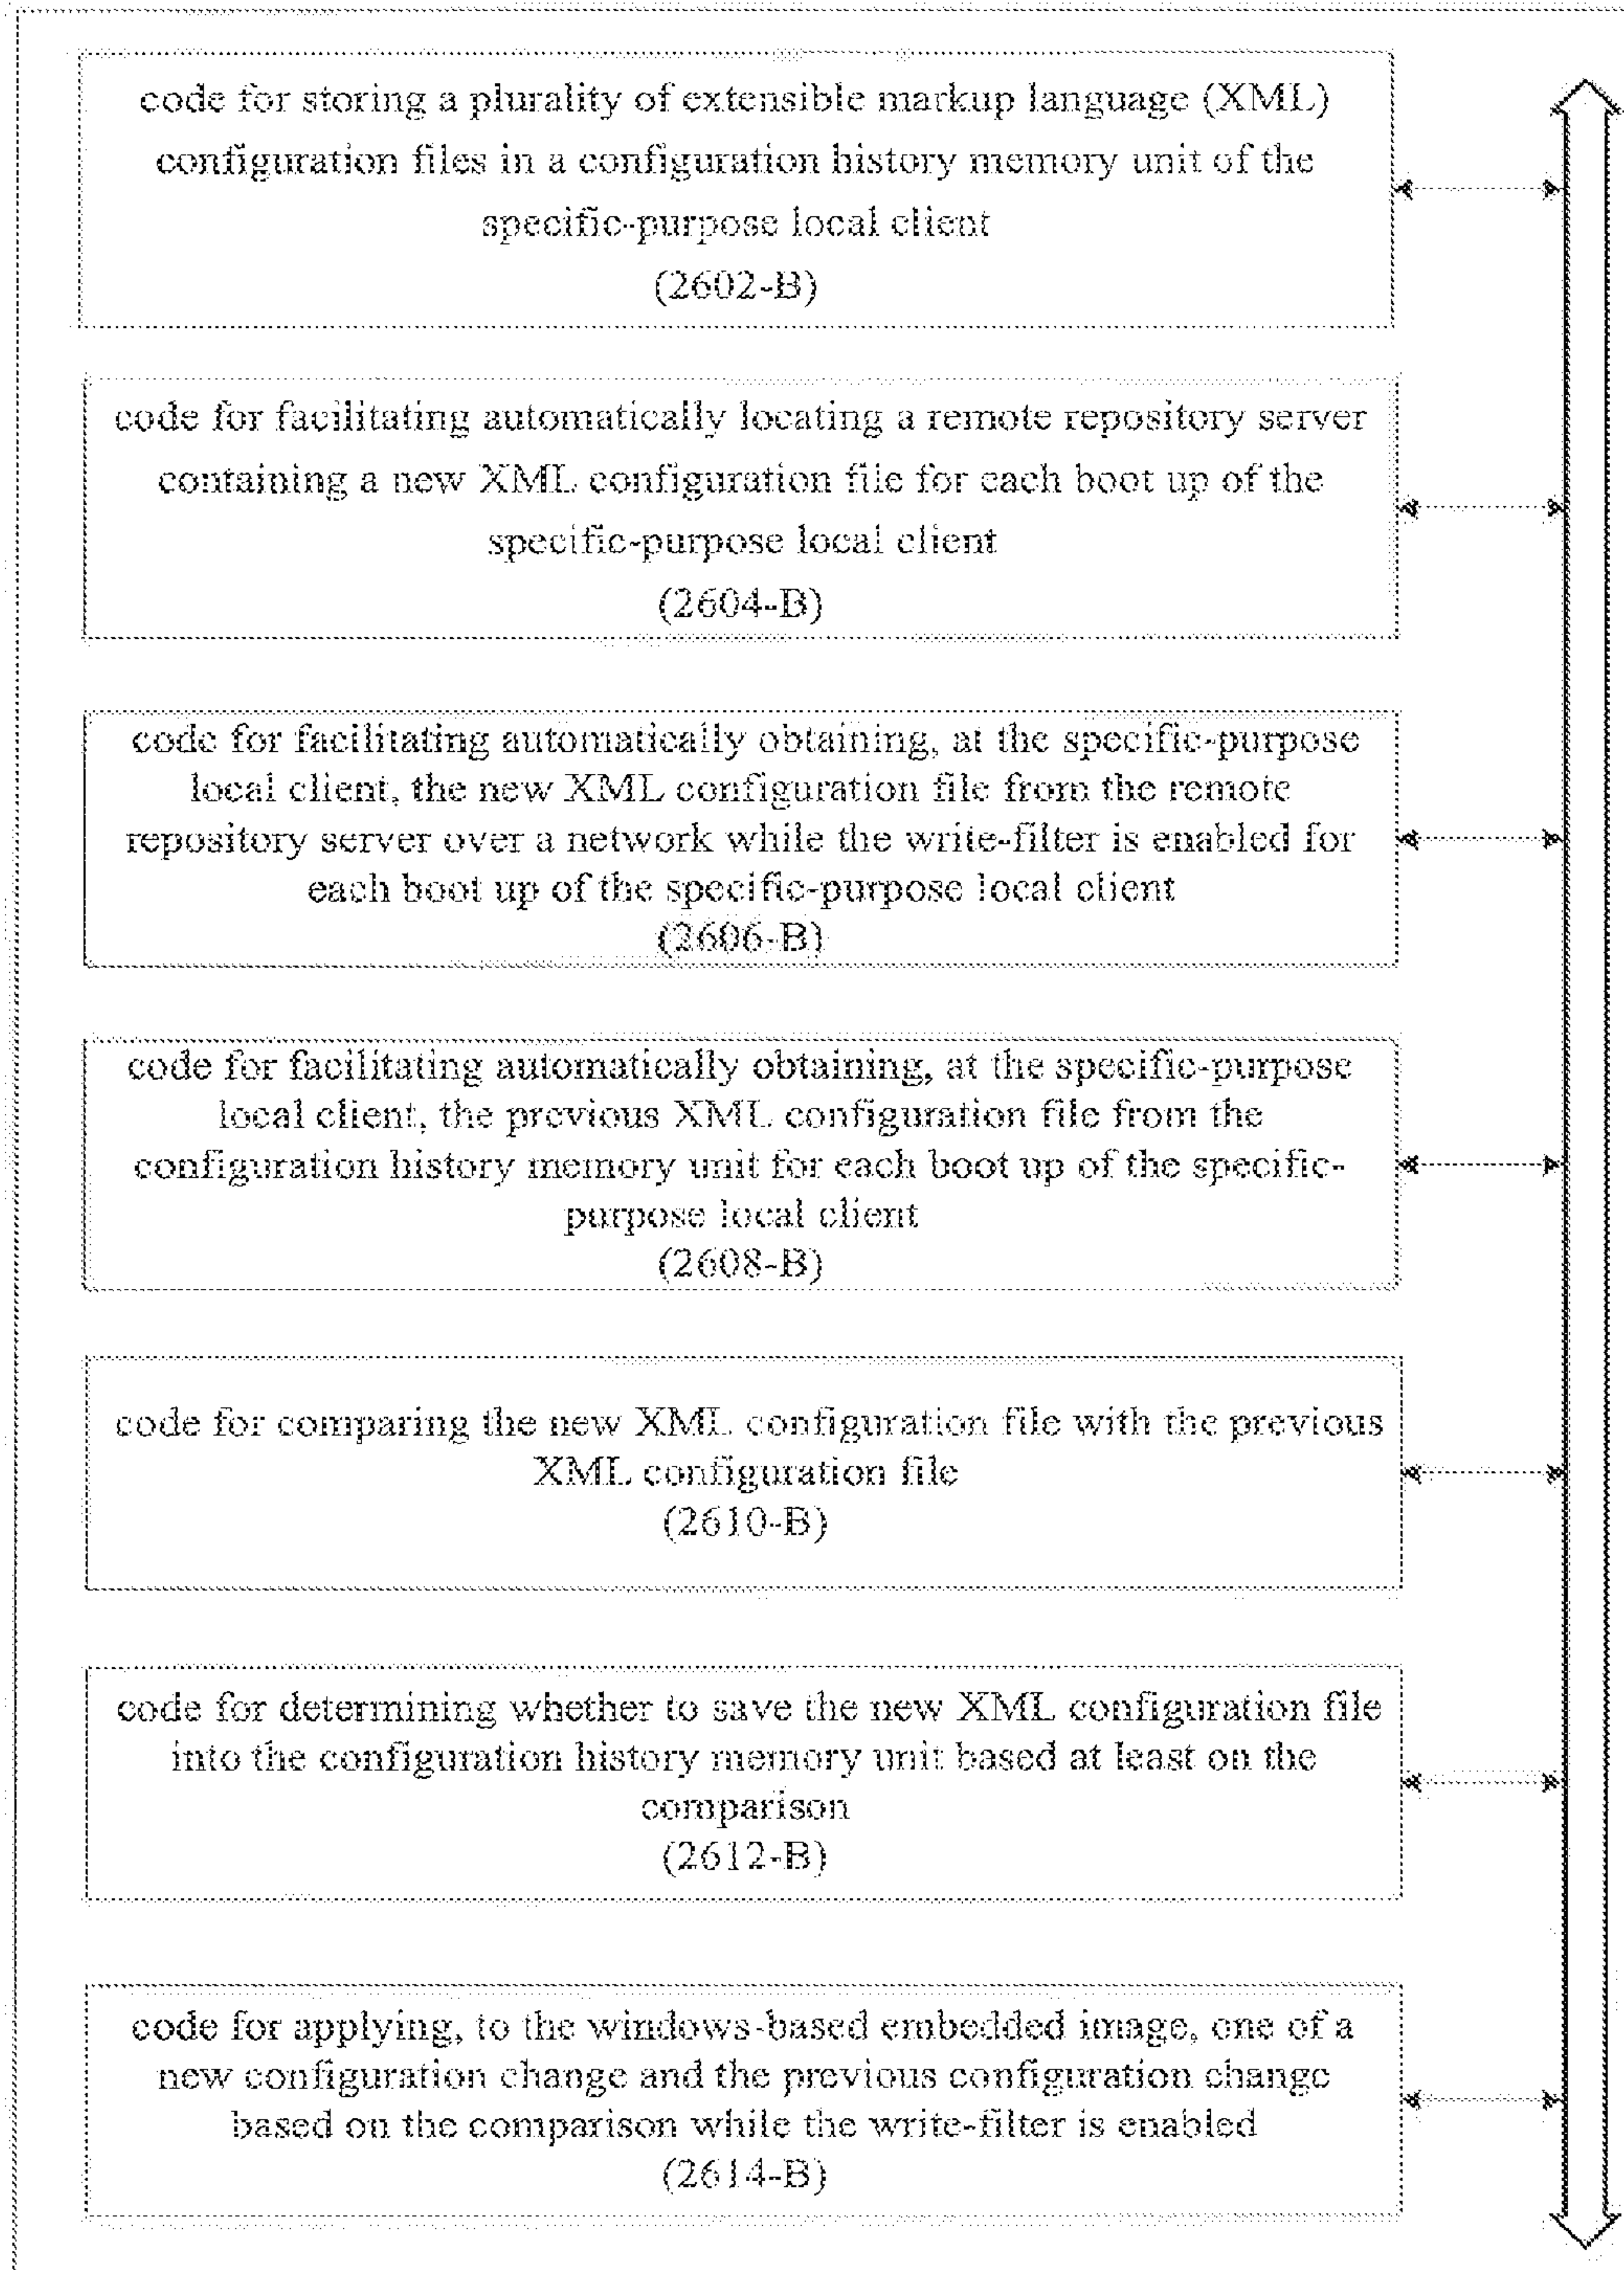 code for storing a plurality of extensible markup language (XML)
configuration files in a configuration history memory unit of the
specific-purpose local client
(2602-B)
code for facilitating automatically locating a remote repository server
containing a new XML configuration file for each boot up of the
specific-purpose local client
(2604-B)
code for facilitating automatically obtaining, at the specific-purpose
local client, the new XML configuration file from the remote
repository server over a network while the write-filter is enabled for
each boot up of the specific-purpose local client
(2606-B)
code for facilitating automatically obtaining, at the specific-purpose
local client, the previous XML configuration file from the
configuration history memory unit for each boot up of the specific-
purpose local client
(2608-B)
code for comparing the new XML configuration file with the previous
XML configuration file
(2610-B)
code for determining whether to save the new XML configuration file
into the configuration history memory unit based at least on the
comparison
(2612-B)
code for applying, to the windows-based embedded image, one of a
new configuration change and the previous configuration change
based on the comparison while the write-filter is enabled
(2614-B)